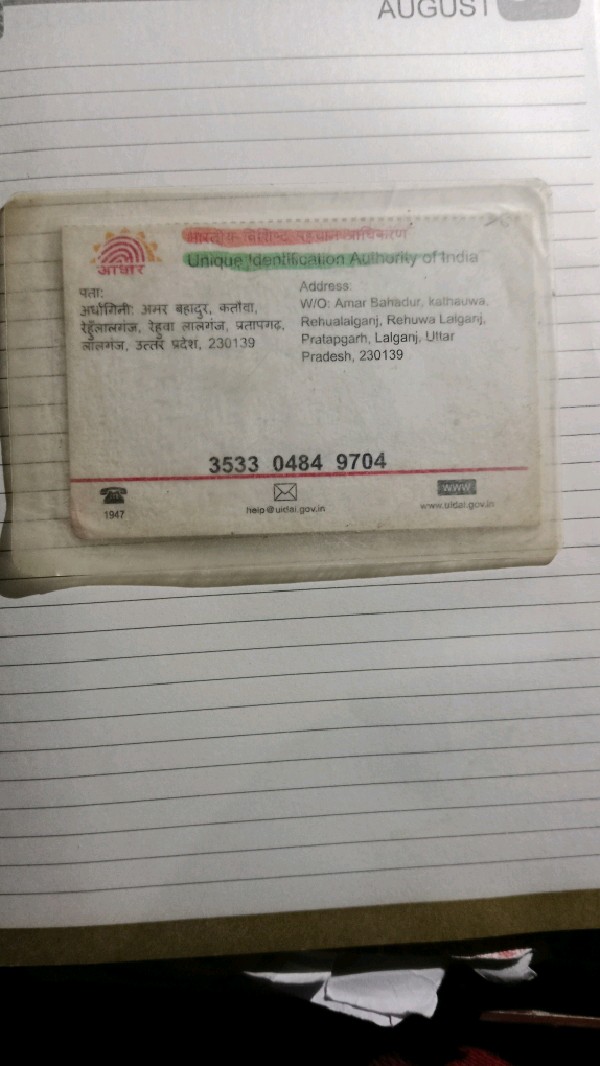 AUGUST
भारतीय विशिष्ट पहचान प्राधिकरण
Unique Identification Authority of India
आधार
पता:
अर्धांगिनी: अमर बहादुर, कतौवा,
रेहुँलालगंज, रेहुवा लालगंज, प्रतापगढ़,
लालगंज, उत्तर प्रदेश, 230139
Address:
W/O: Amar Bahadur, kathauwa,
Rehualalganj, Rehuwa Lalganj,
Pratapgarh, Lalganj, Uttar
Pradesh, 230139
3533 0484 9704
1947
help@uidai.gov.in
www
www.uidai.gov.in